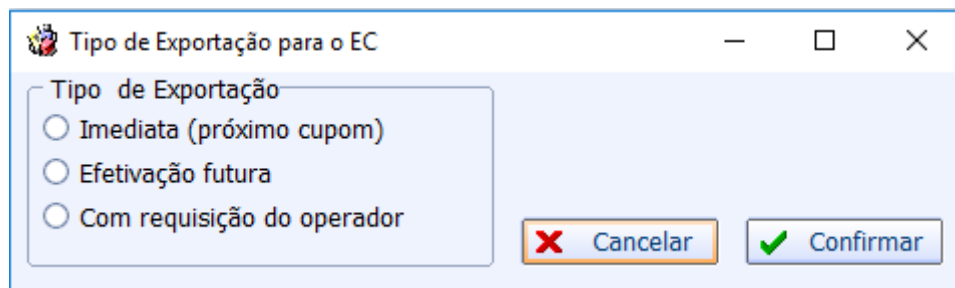 Tipo de Exportação para o EC
Tipo de Exportação
Imediata (próximo cupom)
Efetivação futura
Com requisição do operador
Cancelar
Confirmar